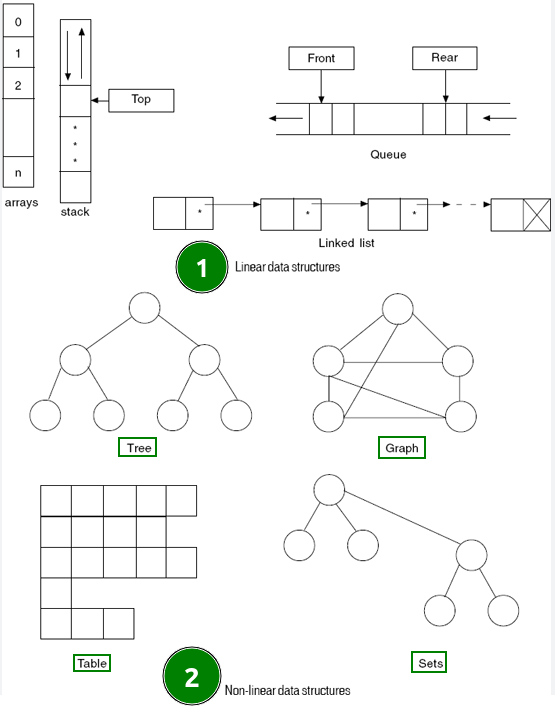 0
1
2
n
arrays
Top
*
*
*
stack
Front
Rear
Queue
*
*
*
Linked list
1
Linear data structures
Tree
Graph
Table
Sets
2
Non-linear data structures